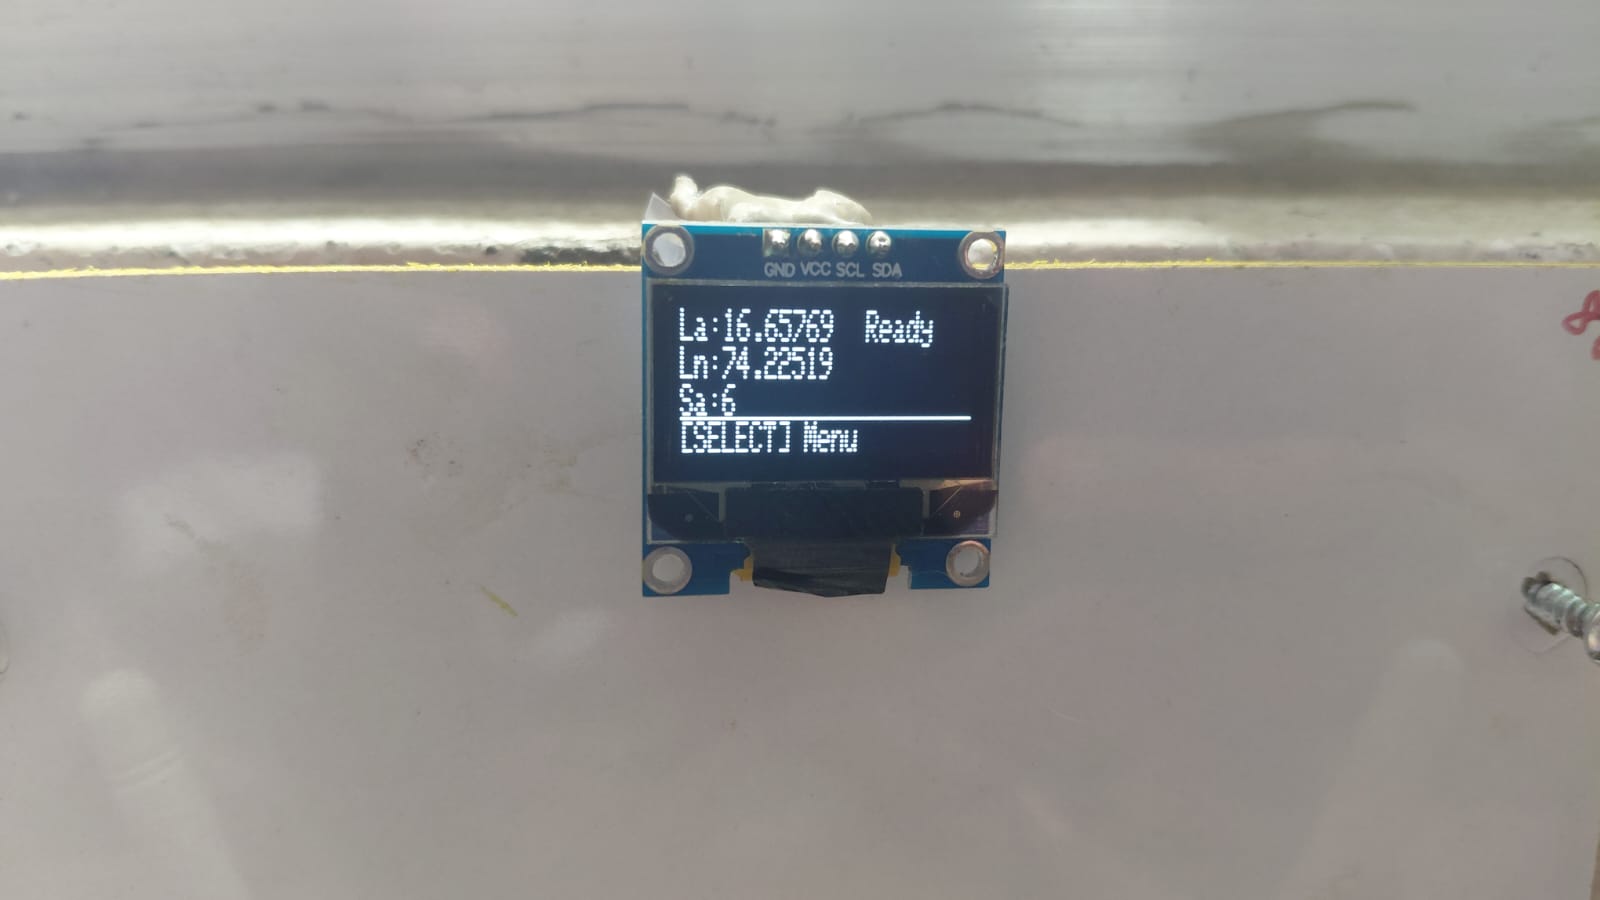 GND VCC SCL SDA
La:16.65769 Ready
Ln:74.22519
Sa:6
[SELECT] Menu